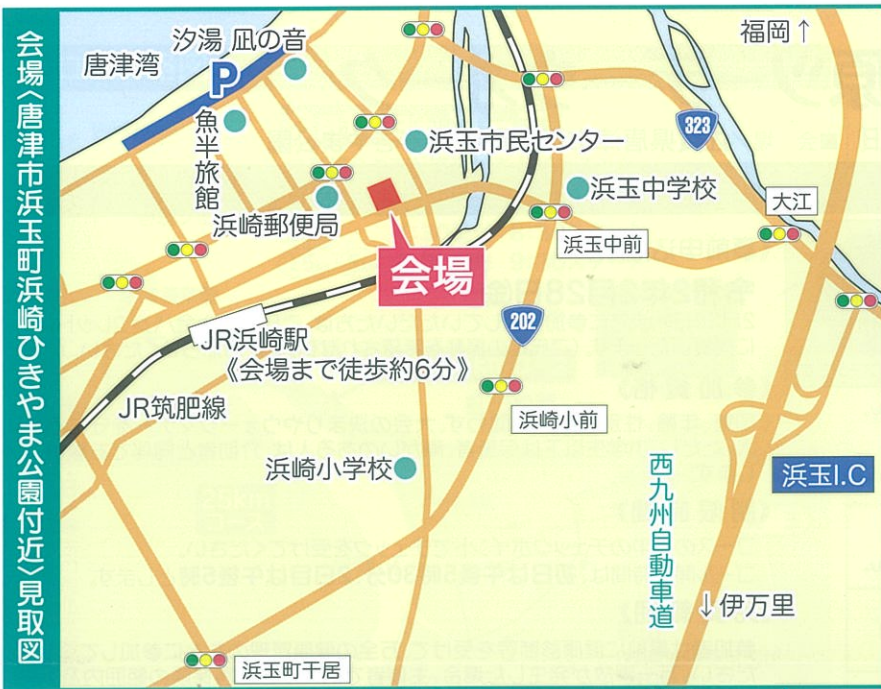 会場〈唐津市浜玉町浜崎ひきやま公園付近〉見取図
福岡↑
汐湯 凪の音
唐津湾
P
魚半旅館
323
浜玉市民センター
浜玉中学校
大江
浜崎郵便局
浜玉中前
会場
202
JR浜崎駅
《会場まで徒歩約6分》
JR筑肥線
浜崎小前
浜崎小学校
西九州自動車道
浜玉I.C
↓伊万里
浜玉町干居